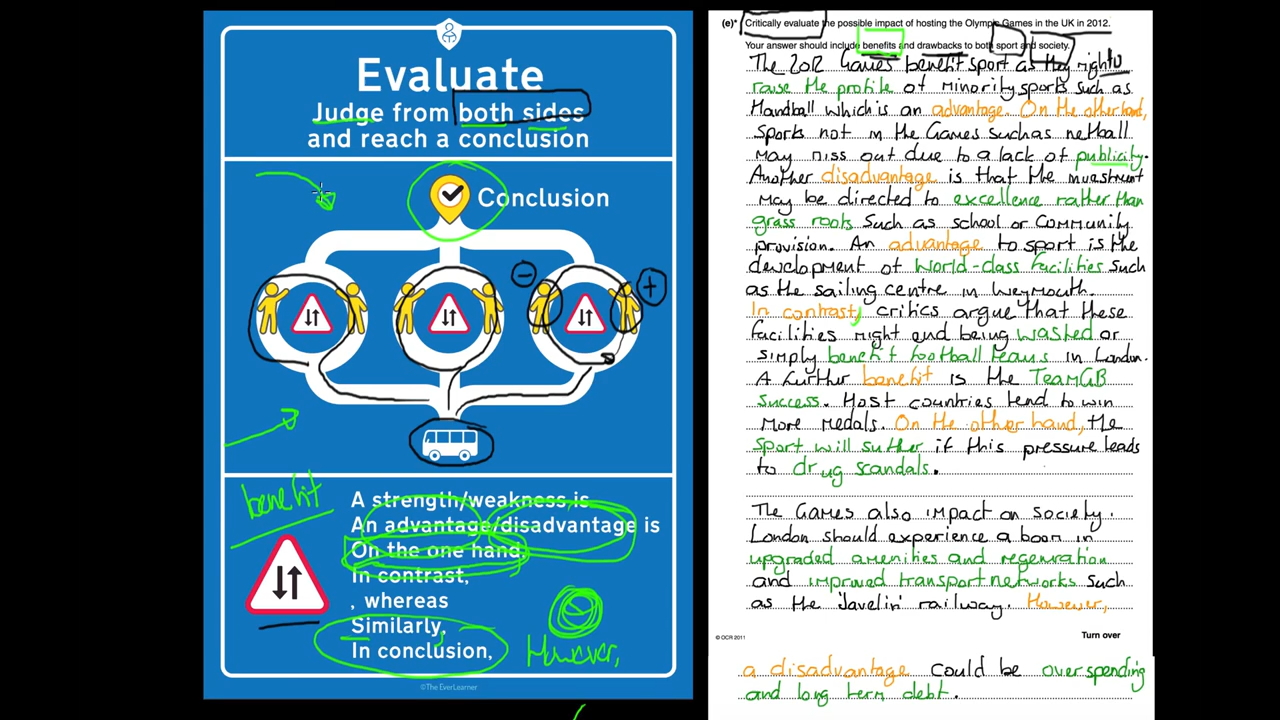 Evaluate
Judge from both sides
and reach a conclusion
Conclusion
−
+
benefit
A strength/weakness is
An advantage/disadvantage is
On the one hand,
In contrast,
, whereas
Similarly,
In conclusion,
However,
©The EverLearner
(e)* Critically evaluate the possible impact of hosting the Olympic Games in the UK in 2012.
Your answer should include benefits and drawbacks to both sport and society.
The 2012 Games benefit sport as they might
raise the profile of minority sports such as
Handball which is an advantage. On the other hand,
sports not in the Games such as netball
may miss out due to a lack of publicity.
Another disadvantage is that the investment
may be directed to excellence rather than
grass roots such as school or community
provision. An advantage to sport is the
development of world-class facilities such
as the sailing centre in Weymouth.
In contrast, critics argue that these
facilities might end being wasted or
simply benefit football teams in London.
A further benefit is the TeamGB
success. Host countries tend to win
more medals. On the other hand, the
sport will suffer if this pressure leads
to drug scandals.
The Games also impact on society.
London should experience a boom in
upgraded amenities and regenration
and improved transport networks such
as the 'Javelin' railway. However,
© OCR 2011
Turn over
a disadvantage could be overspending
and long term debt.